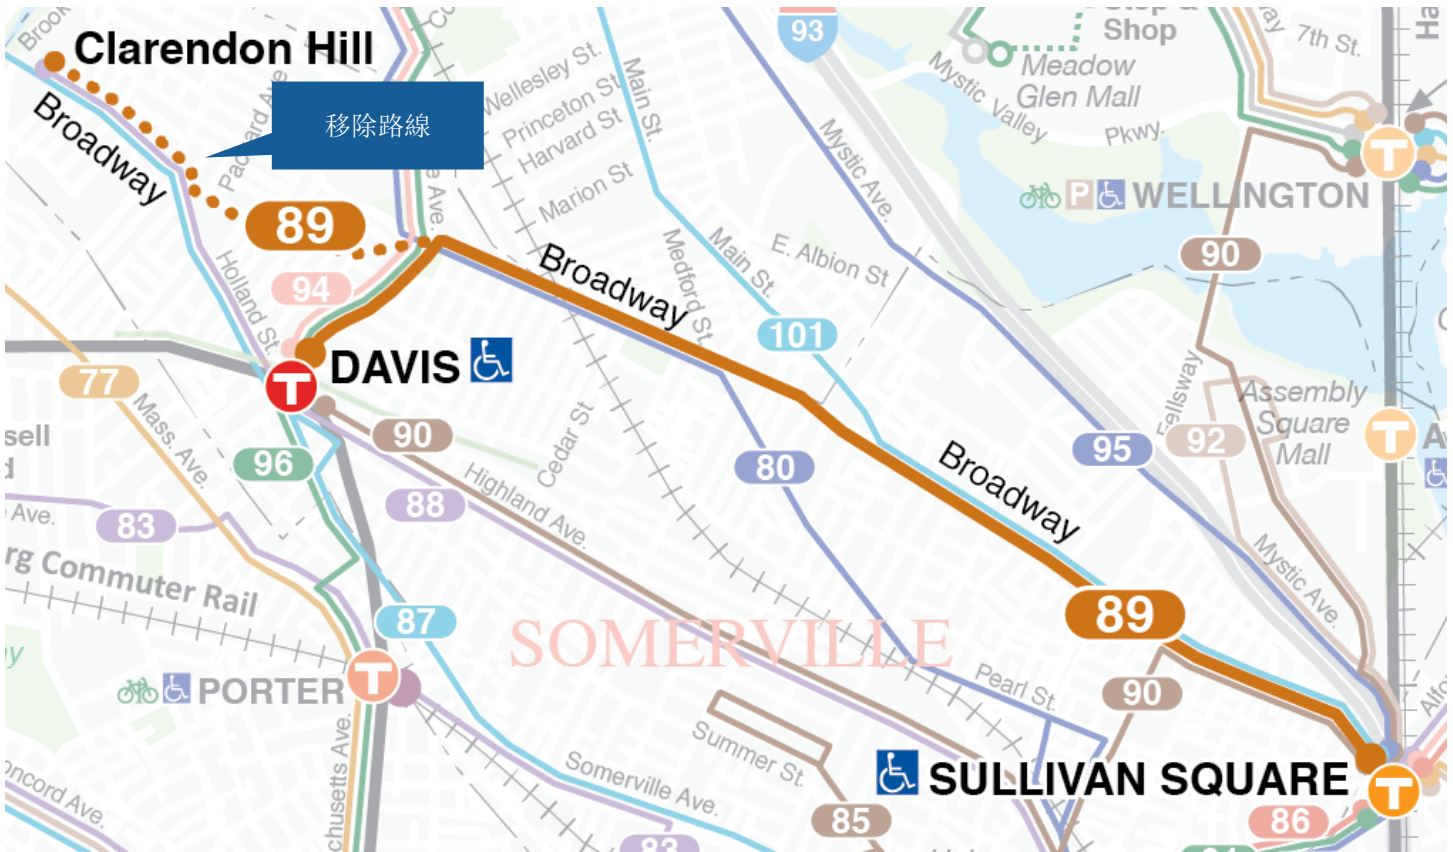 Clarendon Hill
移除路線
Broadway
89
94
Holland St.
DAVIS
77
Mass. Ave.
96
90
88
83
Ave.
Cedar St
Highland Ave.
rg Commuter Rail
87
PORTER
Wellesley St.
Princeton St.
Harvard St
Marion St
Main St.
Medford St.
Broadway
Main St.
E. Albion St
101
Mystic Ave.
93
Shop
Meadow
Glen Mall
Mystic Valley
Pkwy.
7th St.
WELLINGTON
P
T
90
Fellsway
Assembly
Square
Mall
92
95
80
Broadway
89
Mystic Ave.
SOMERVILLE
Pearl St.
90
Summer St.
Somerville Ave.
85
83
SULLIVAN SQUARE
T
86
T
T
T